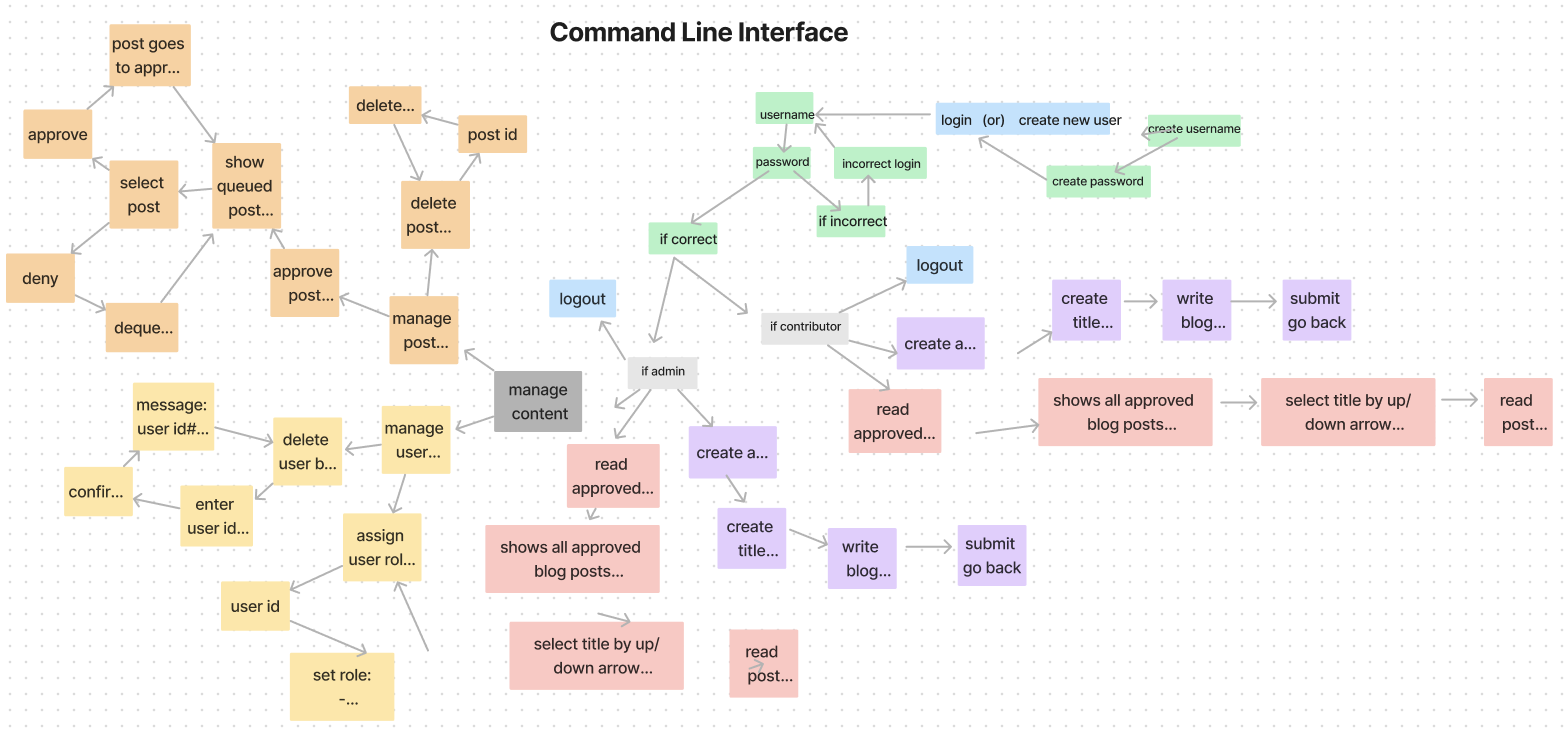 Command Line Interface
post goes
to appr...
approve
select
post
show
queued
post...
deny
deque...
approve
post...
delete...
post id
delete
post...
manage
post...
manage
content
username
login (or) create new user
create username
password
incorrect login
create password
if incorrect
if correct
logout
logout
if contributor
create a...
create
title...
write
blog...
submit
go back
if admin
read
approved...
shows all approved
blog posts...
select title by up/
down arrow...
read
post...
message:
user id#...
delete
user b...
manage
user...
confir...
enter
user id...
assign
user rol...
user id
set role:
-...
read
approved...
create a...
create
title...
write
blog...
submit
go back
shows all approved
blog posts...
select title by up/
down arrow...
read
post...